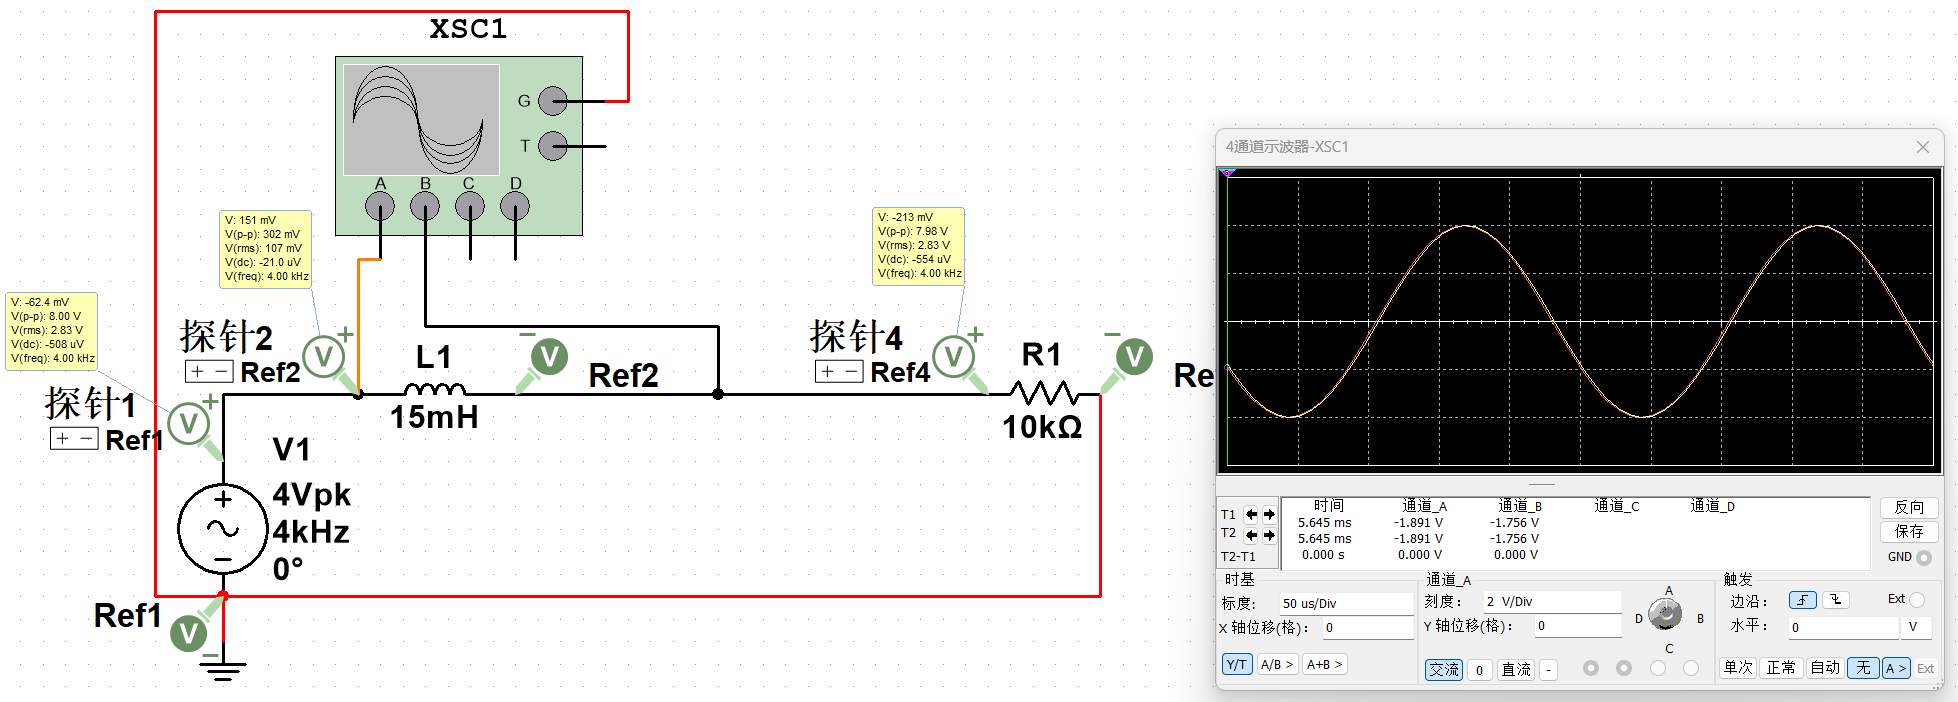 XSC1
G
T
A B C D
V: 151 mV
V(p-p): 302 mV
V(rms): 107 mV
V(dc): -21.0 uV
V(freq): 4.00 kHz
V: -213 mV
V(p-p): 7.98 V
V(rms): 2.83 V
V(dc): -554 uV
V(freq): 4.00 kHz
V: -62.4 mV
V(p-p): 8.00 V
V(rms): 2.83 V
V(dc): -508 uV
V(freq): 4.00 kHz
探针2
+ - Ref2
V +
L1
15mH
- V
Ref2
探针4
+ - Ref4
V +
R1
10kΩ
- V
Re
探针1
+ - Ref1
V +
V1
4Vpk
4kHz
0°
Ref1
V -
4通道示波器-XSC1
时间 通道_A 通道_B 通道_C 通道_D
T1 5.645 ms -1.891 V -1.756 V
T2 5.645 ms -1.891 V -1.756 V
T2-T1 0.000 s 0.000 V 0.000 V
反向
保存
GND
时基
标度: 50 us/Div
X 轴位移(格): 0
Y/T A/B > A+B >
通道_A
刻度: 2 V/Div
Y 轴位移(格): 0
交流 0 直流 -
A
D B
C
触发
边沿: Ext
水平: 0 V
单次 正常 自动 无 A > Ext